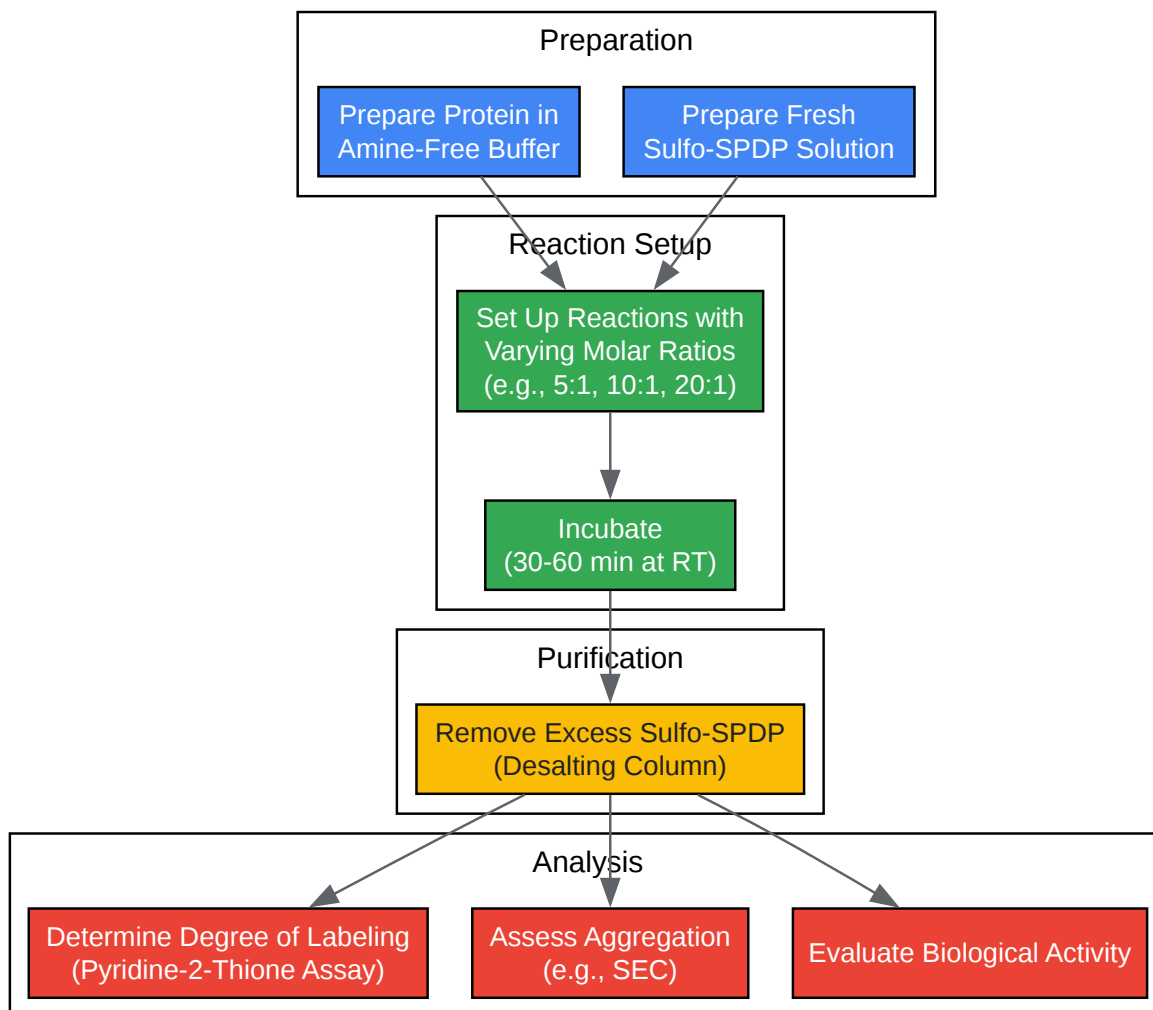 Preparation
Prepare Protein in
Amine-Free Buffer
Prepare Fresh
Sulfo-SPDP Solution
Reaction Setup
Set Up Reactions with
Varying Molar Ratios
(e.g., 5:1, 10:1, 20:1)
Incubate
(30-60 min at RT)
Purification
Remove Excess Sulfo-SPDP
(Desalting Column)
Analysis
Determine Degree of Labeling
(Pyridine-2-Thione Assay)
Assess Aggregation
(e.g., SEC)
Evaluate Biological Activity